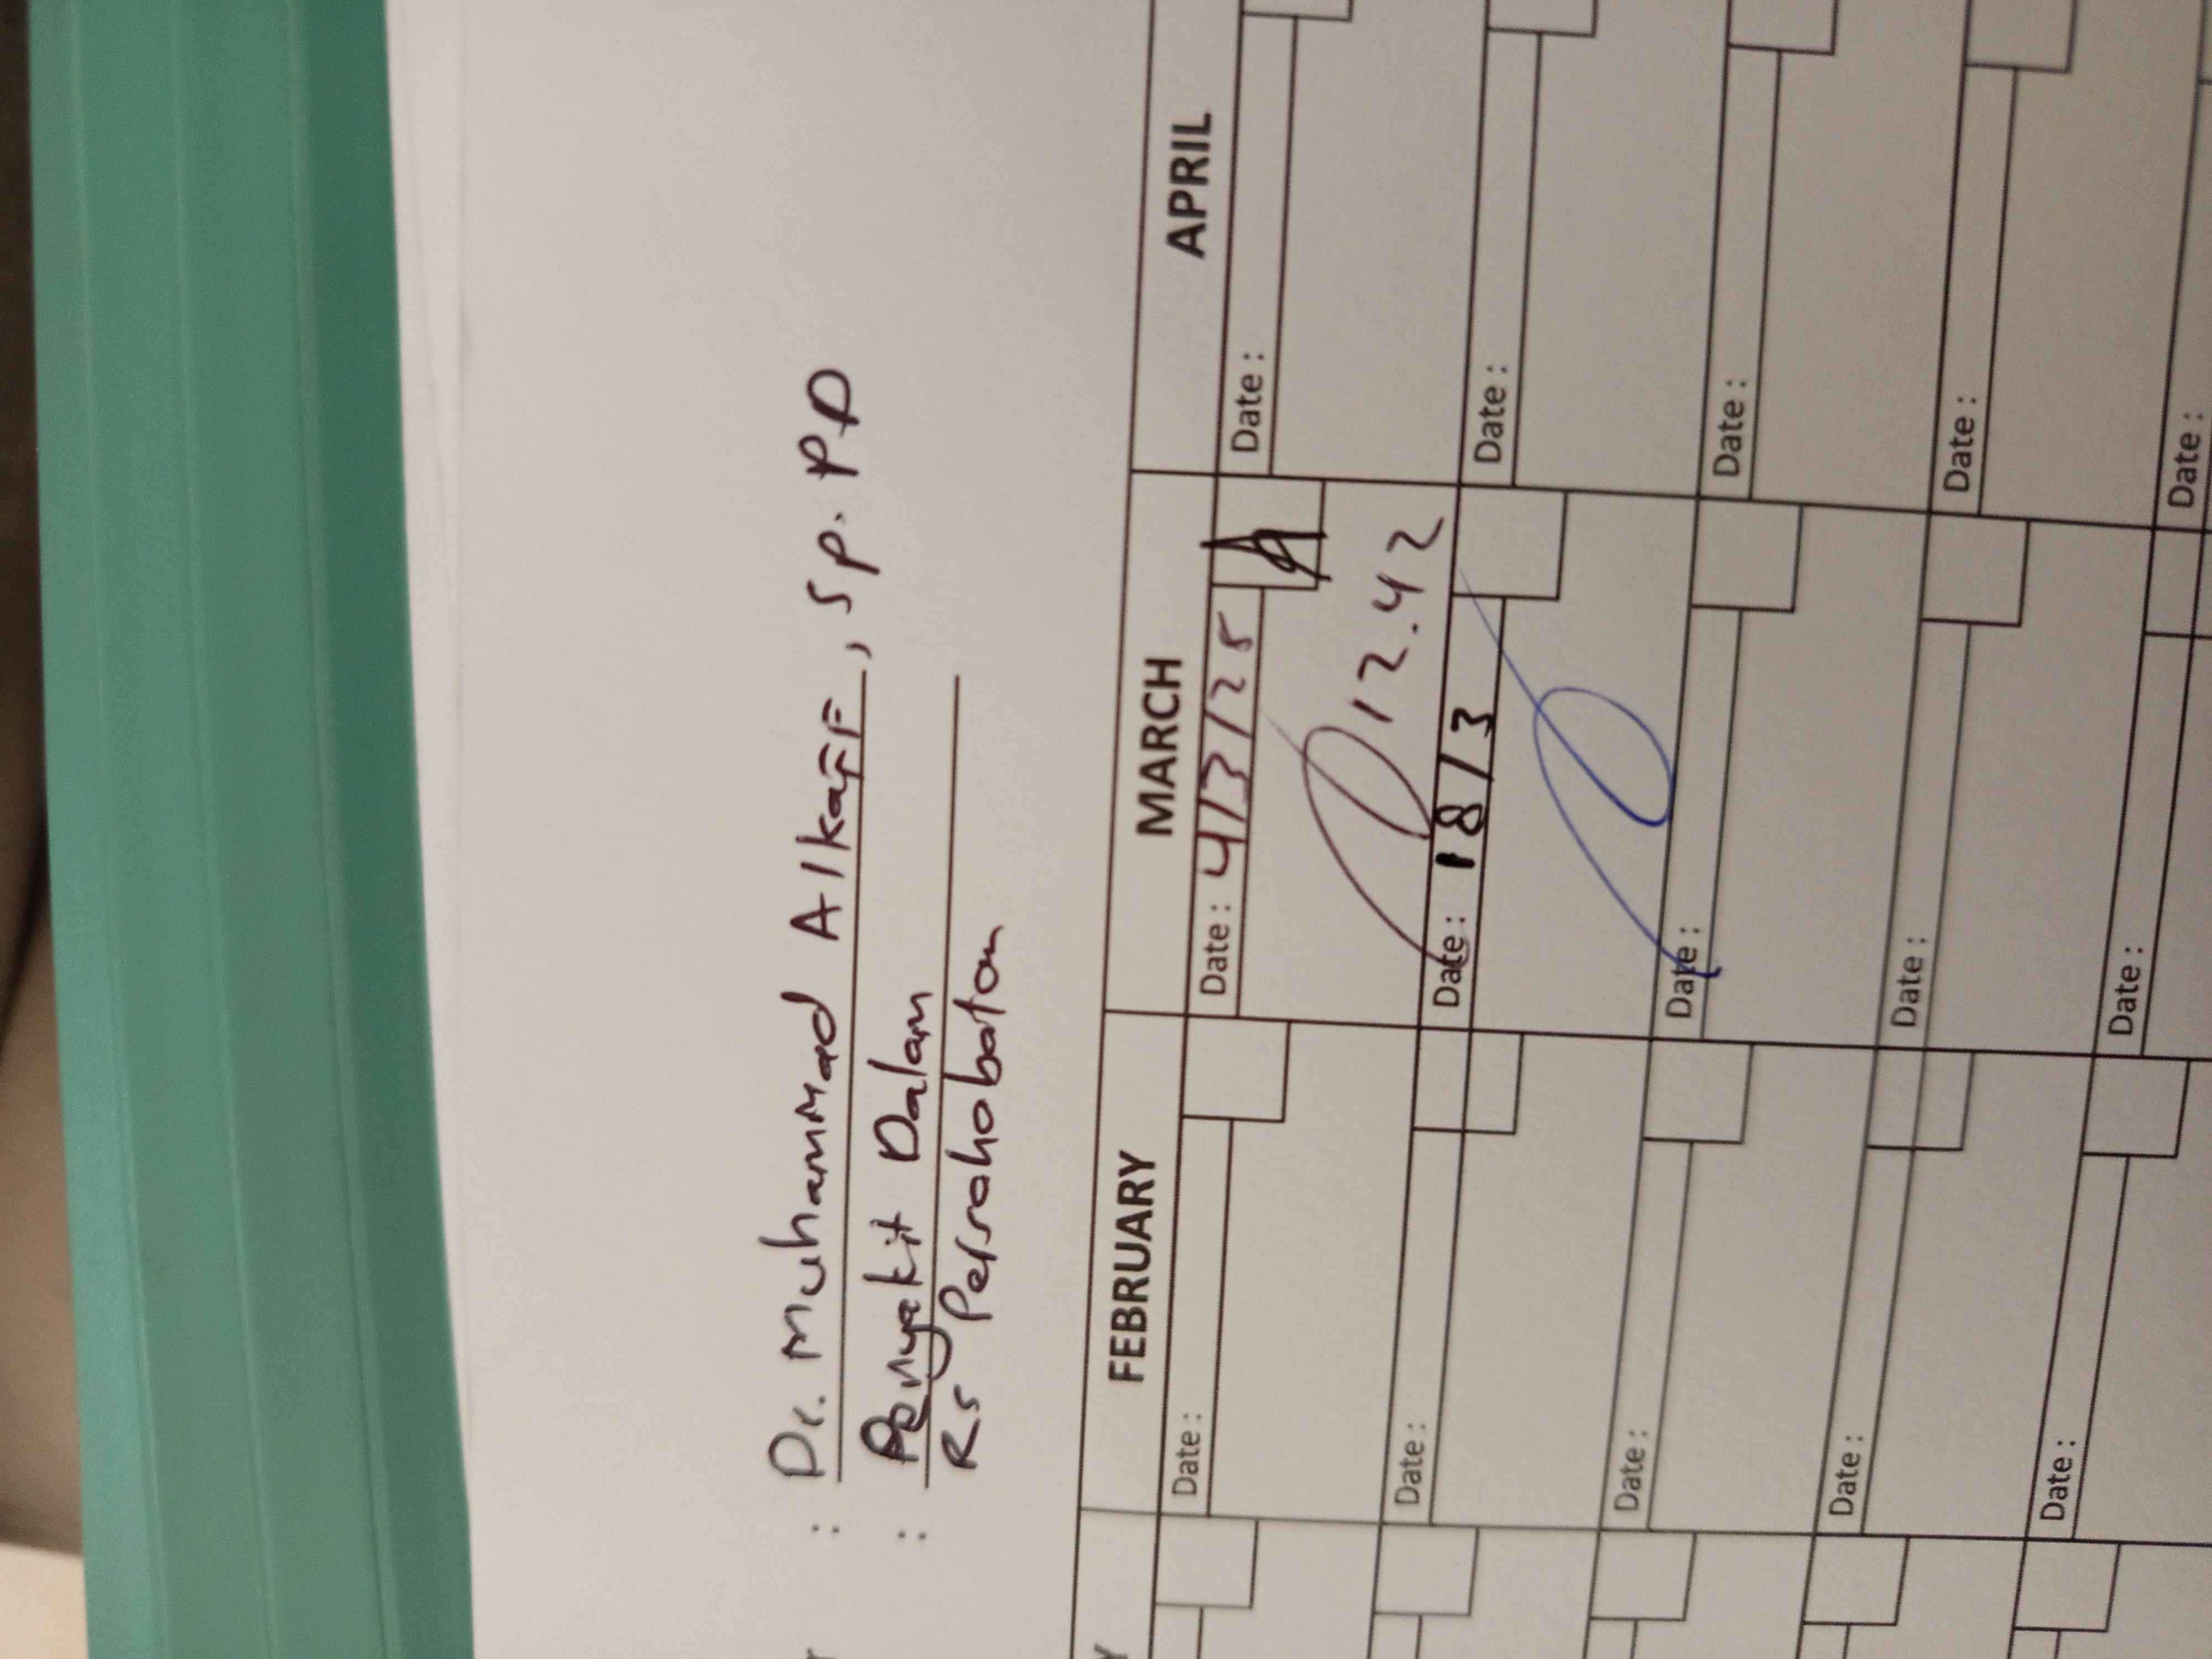 : Dr. Muhammad Alkaff, Sp. PD
: Penyakit Dalam
RS Persahabatan
FEBRUARY MARCH APRIL
Date : Date : 4/3/25 Date :
12.42
Date : Date : 18/3 Date :
Date : Date : Date :
Date : Date : Date :
Date : Date : Date :